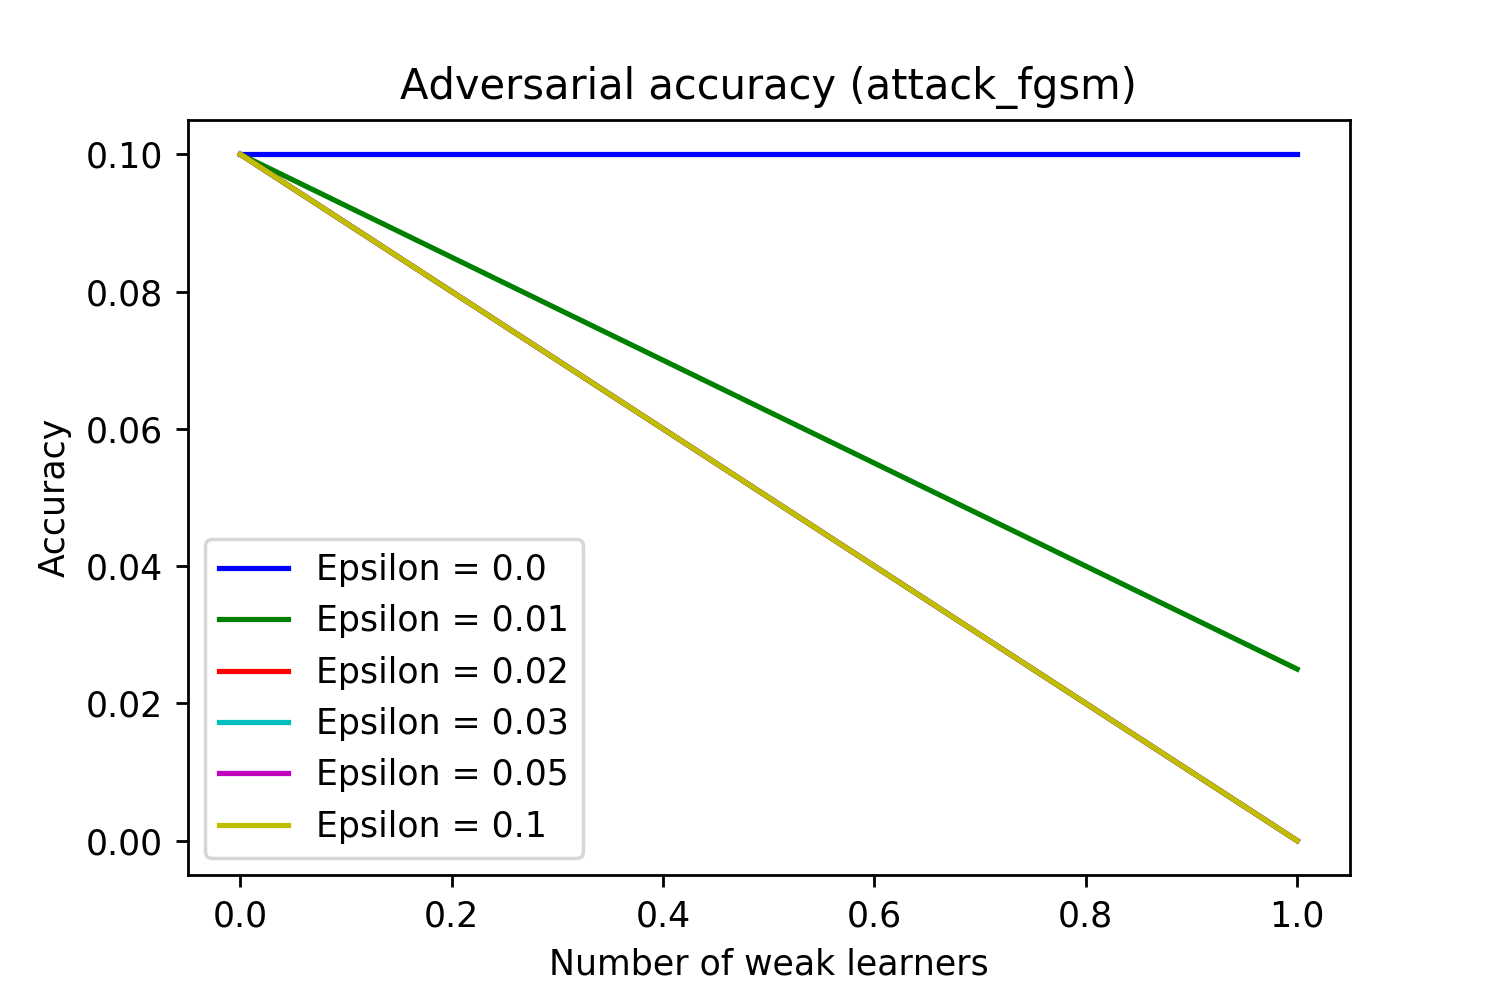 Adversarial accuracy (attack_fgsm)
0.10
0.08
0.06
0.04
0.02
0.00
Accuracy
Epsilon = 0.0
Epsilon = 0.01
Epsilon = 0.02
Epsilon = 0.03
Epsilon = 0.05
Epsilon = 0.1
0.0 0.2 0.4 0.6 0.8 1.0
Number of weak learners